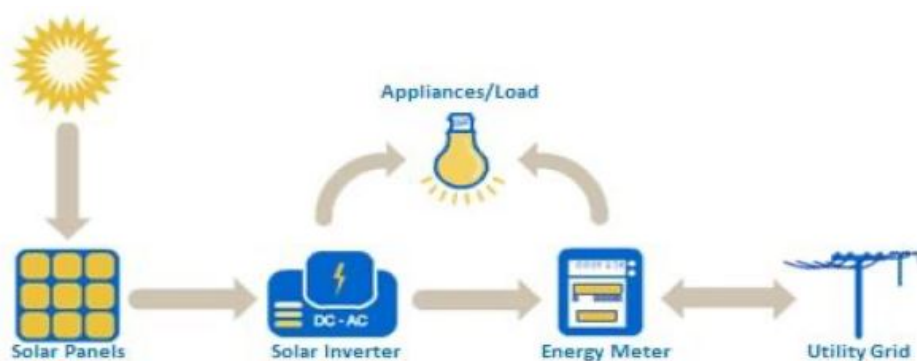 Appliances/Load
DC - AC
Solar Panels
Solar Inverter
Energy Meter
Utility Grid